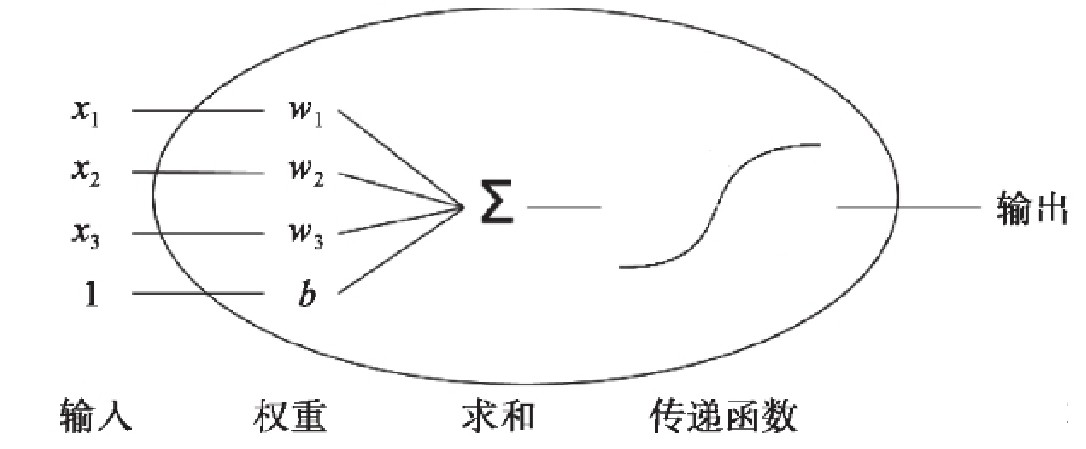 x₁ w₁
x₂ w₂
Σ 输出
x₃ w₃
1 b
输入 权重 求和 传递函数